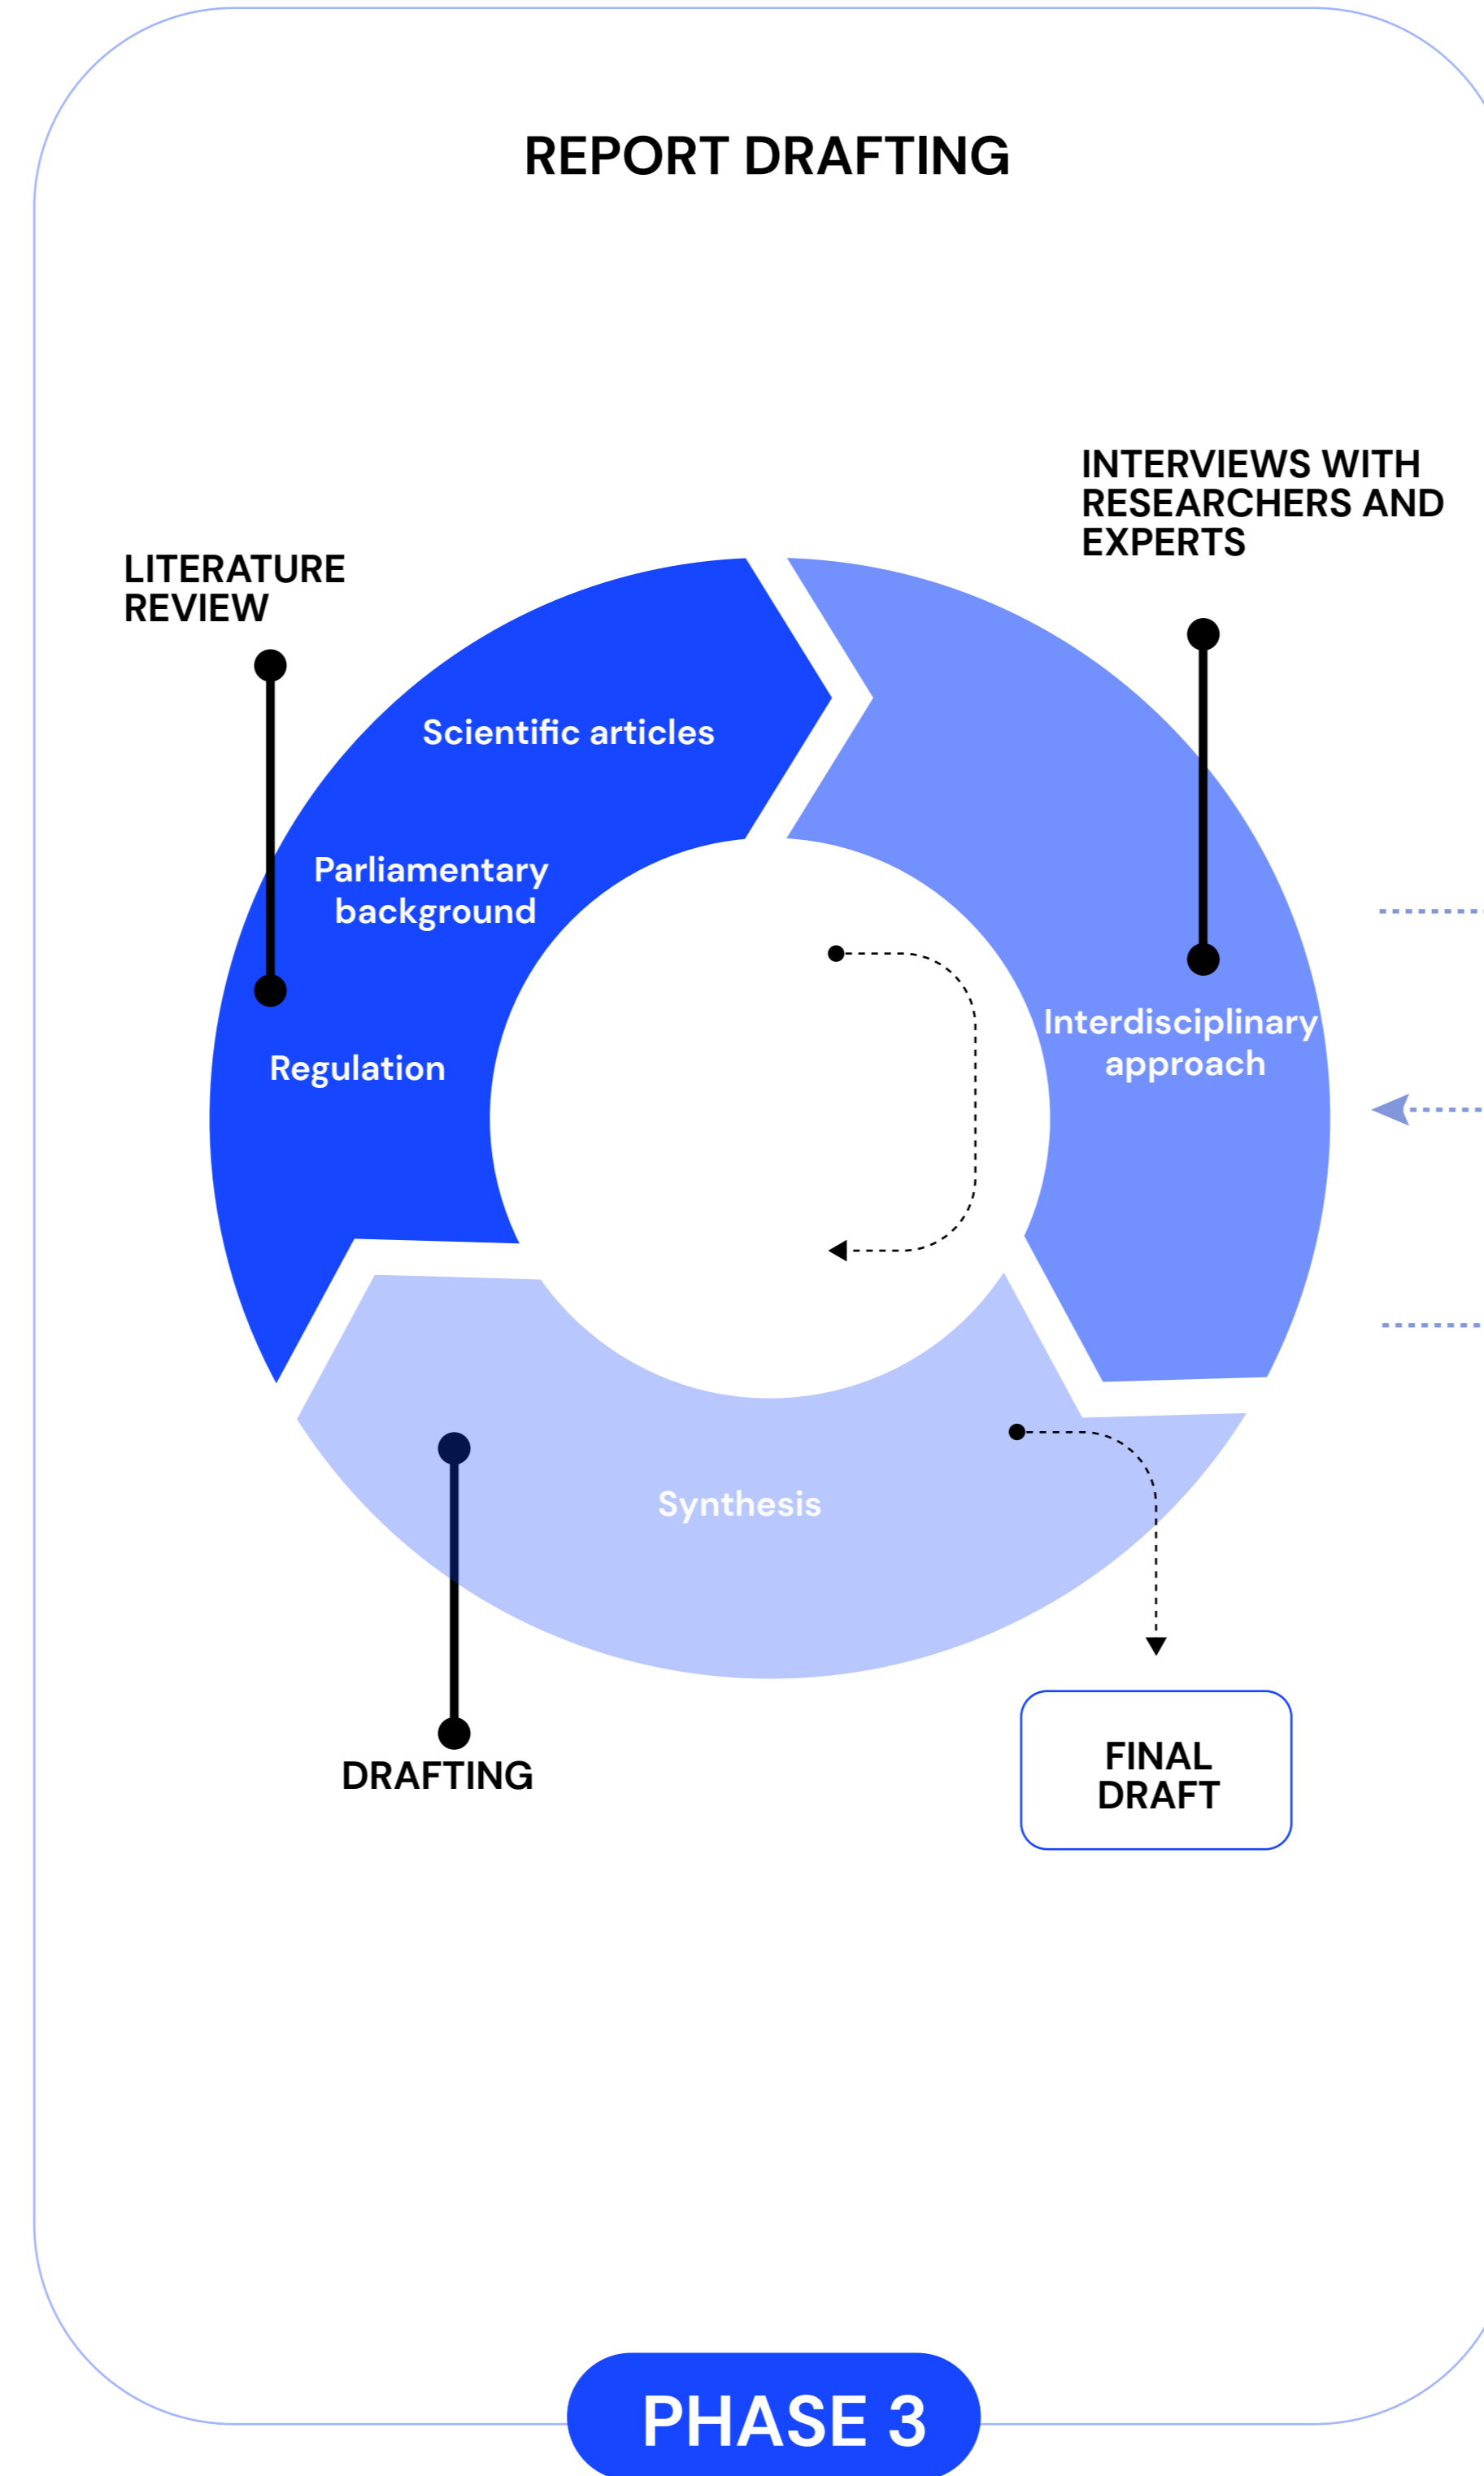 REPORT DRAFTING
INTERVIEWS WITH
RESEARCHERS AND
EXPERTS
LITERATURE
REVIEW
Scientific articles
Parliamentary
background
Regulation
Interdisciplinary
approach
Synthesis
DRAFTING
FINAL
DRAFT
PHASE 3